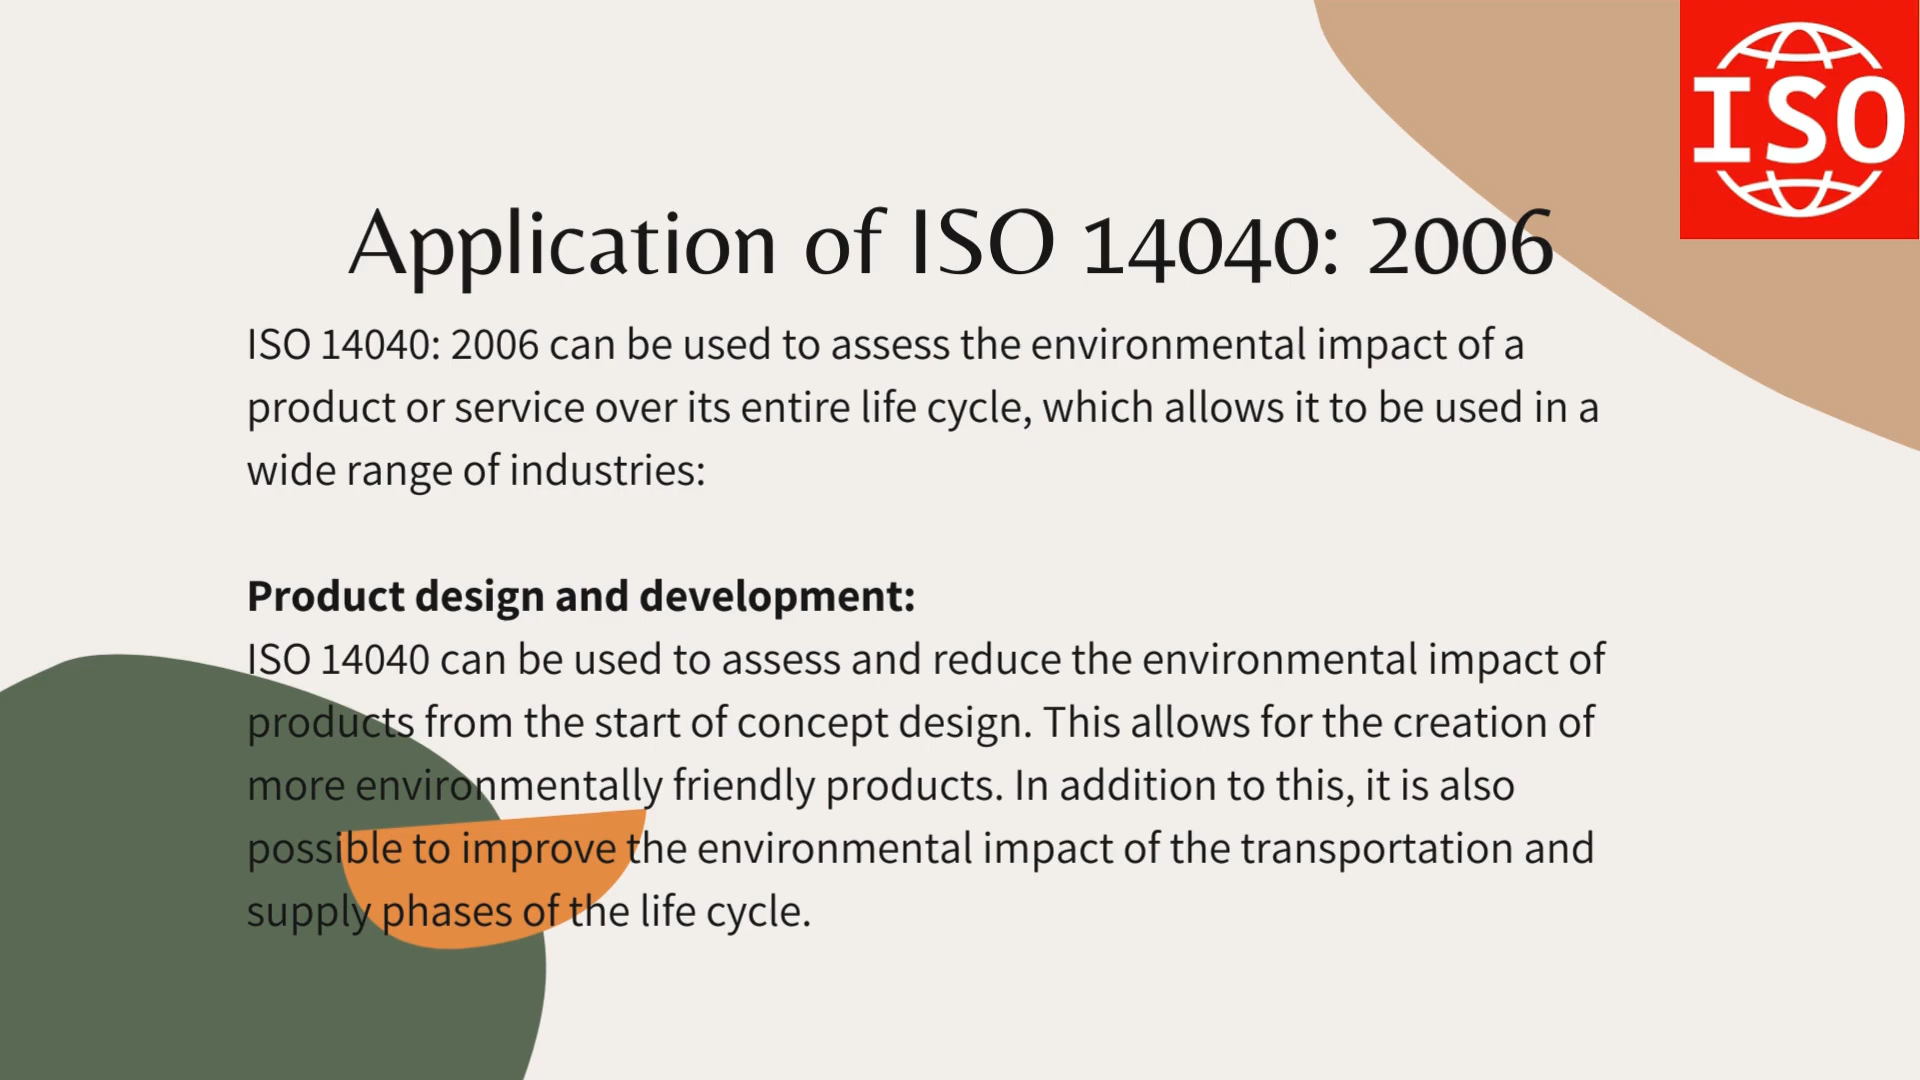 ISO
Application of ISO 14040: 2006
ISO 14040: 2006 can be used to assess the environmental impact of a
product or service over its entire life cycle, which allows it to be used in a
wide range of industries:
Product design and development:
ISO 14040 can be used to assess and reduce the environmental impact of
products from the start of concept design. This allows for the creation of
more environmentally friendly products. In addition to this, it is also
possible to improve the environmental impact of the transportation and
supply phases of the life cycle.